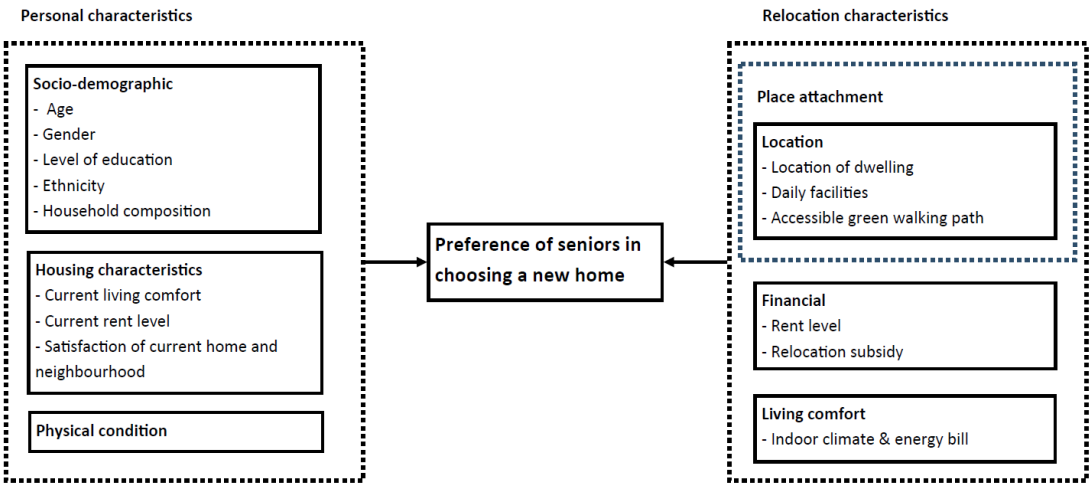 Personal characteristics
Socio-demographic
- Age
- Gender
- Level of education
- Ethnicity
- Household composition
Housing characteristics
- Current living comfort
- Current rent level
- Satisfaction of current home and
neighbourhood
Physical condition
Preference of seniors in
choosing a new home
Relocation characteristics
Place attachment
Location
- Location of dwelling
- Daily facilities
- Accessible green walking path
Financial
- Rent level
- Relocation subsidy
Living comfort
- Indoor climate & energy bill